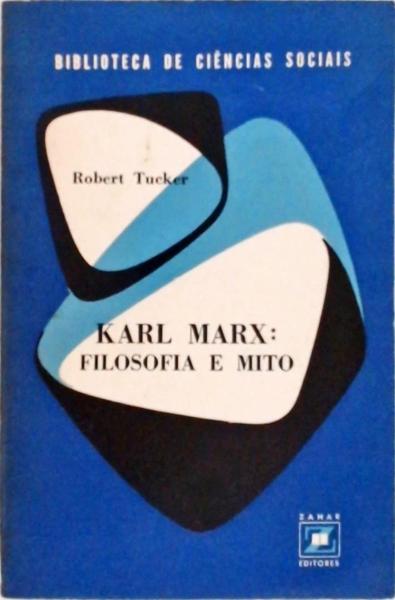 BIBLIOTECA DE CIÊNCIAS SOCIAIS
Robert Tucker
KARL MARX:
FILOSOFIA E MITO
ZAHAR
EDITORES